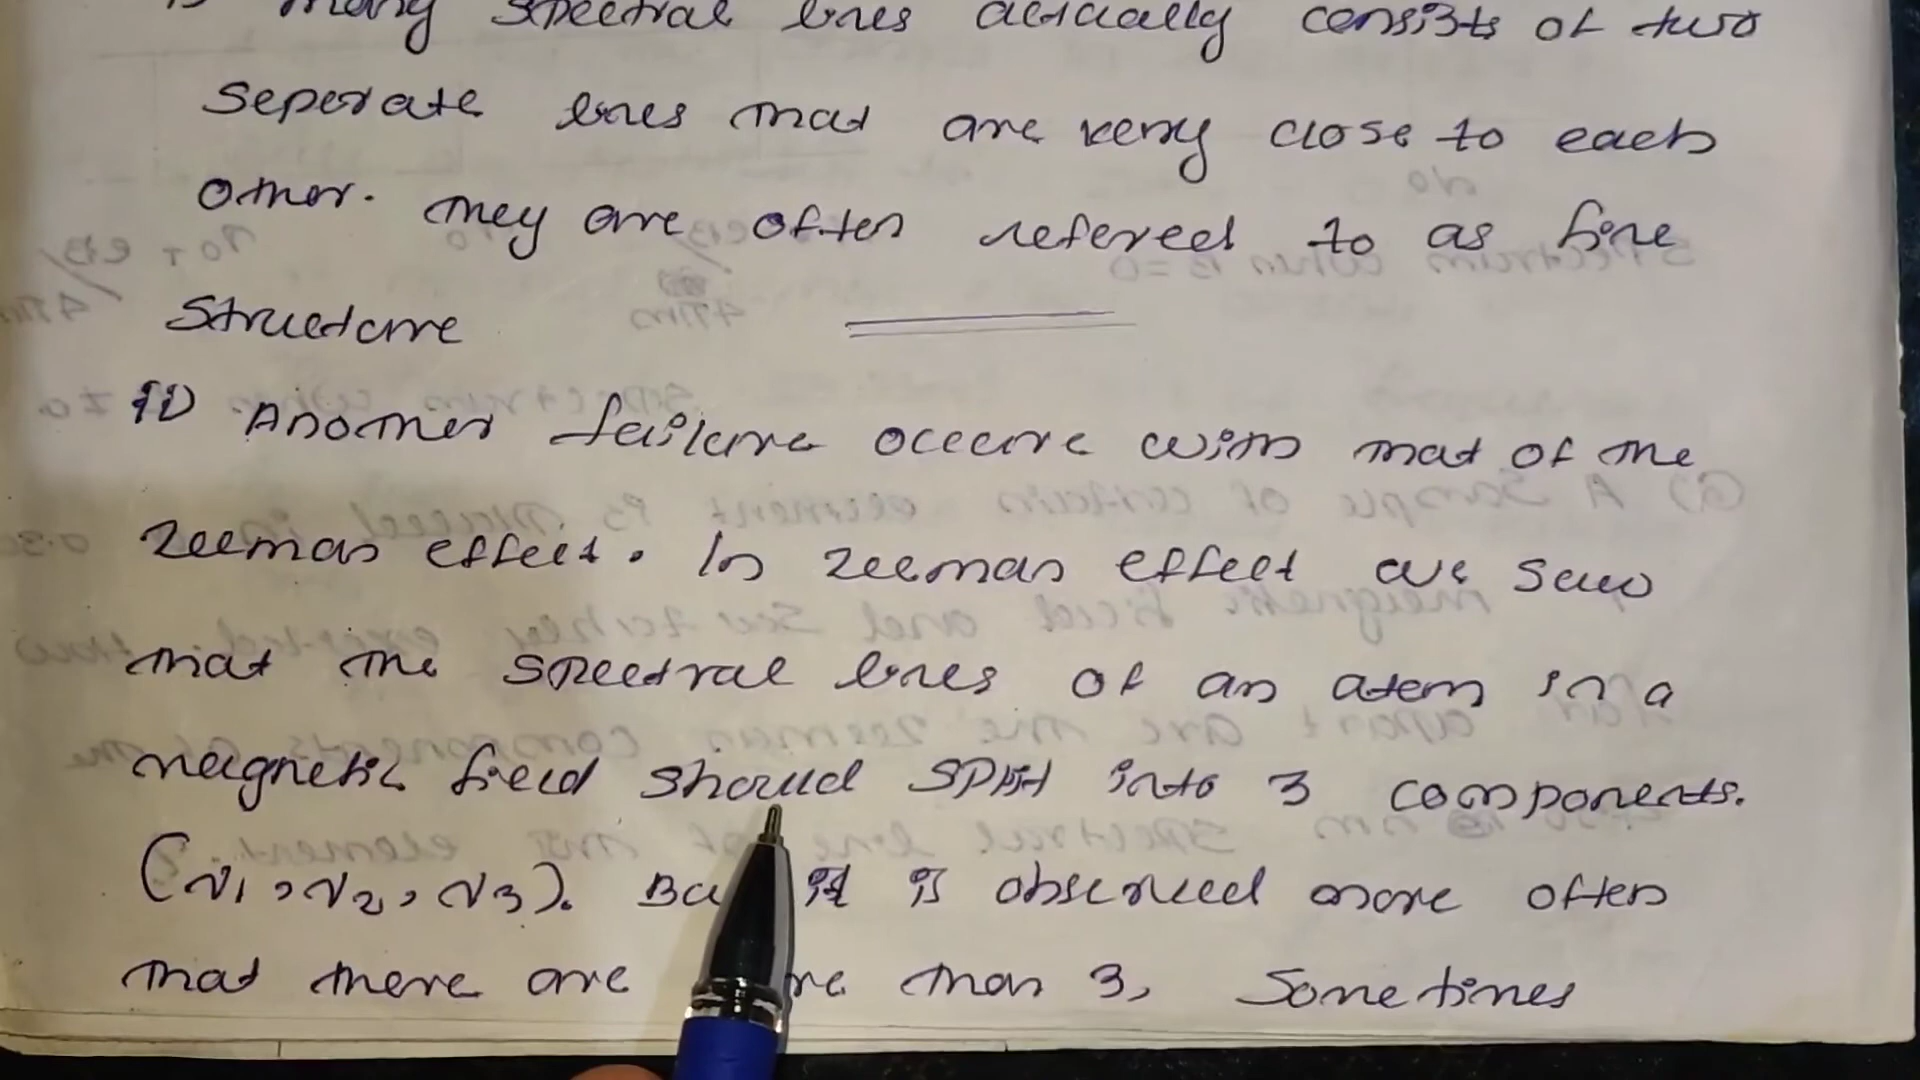 many spectral lines actually consists of two
seperate lines that are very close to each
other. they are often refered to as fine
structure
ii) Another failure occure with that of the
zeeman effect. In zeeman effect we saw
that the spectral lines of an atom in a
magnetic field should split into 3 components.
(ν1, ν2, ν3). But it is observed more often
that there are more than 3, Sometimes